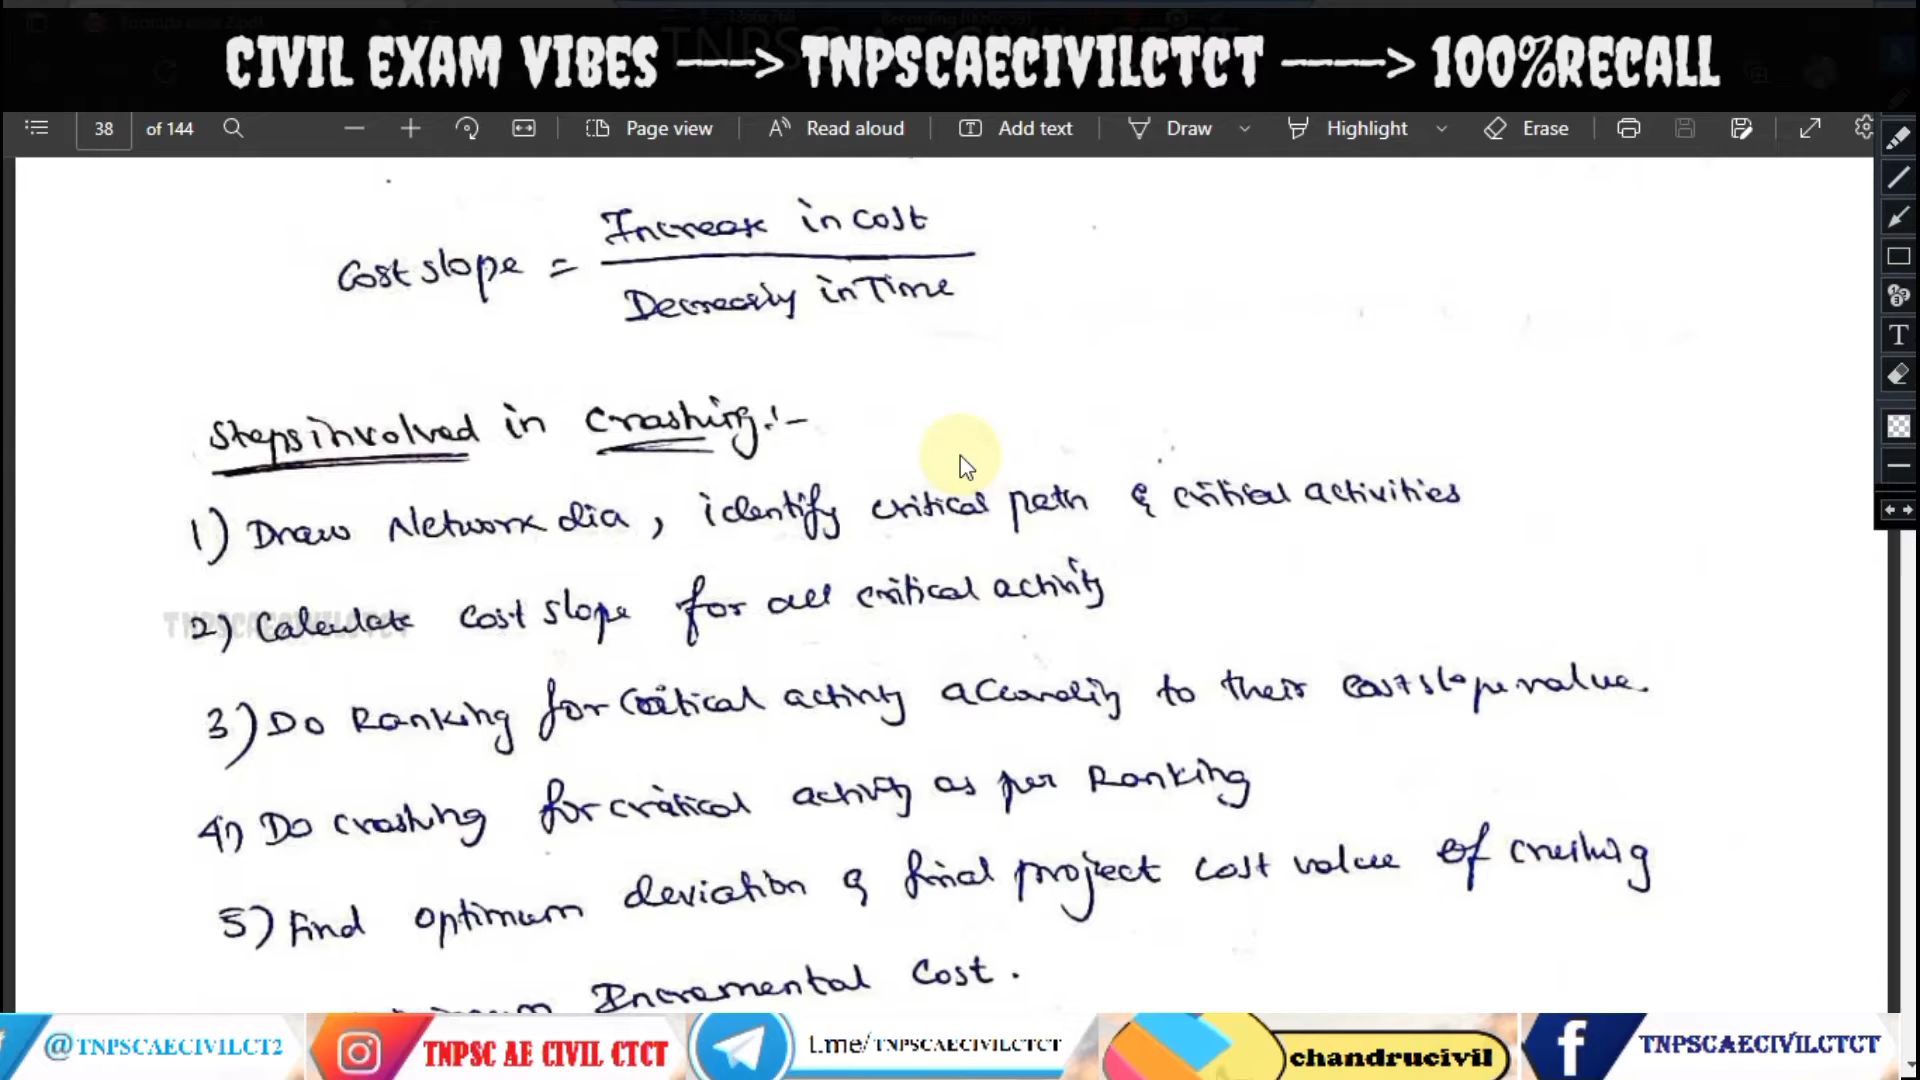 CIVIL EXAM VIBES ---> TNPSCAECIVILCTCT ----> 100%RECALL
38 of 144 Page view Read aloud Add text Draw Highlight Erase
Increase in cost
Cost slope =
Decreasing in Time
Steps involved in crashing:-
1) Draw Network dia, identify critical path & critical activities
TNPSCAECIVILCTCT
2) Calculate cost slope for all critical activity
3) Do Ranking for critical activity according to their cost slope value.
4) Do crashing for critical activity as per Ranking
5) Find optimum deviation & final project cost value of crashing
Incremental cost.
@TNPSCAECIVILCT2 TNPSC AE CIVIL CTCT t.me/TNPSCAECIVILCTCT chandrucivil TNPSCAECIVILCTCT